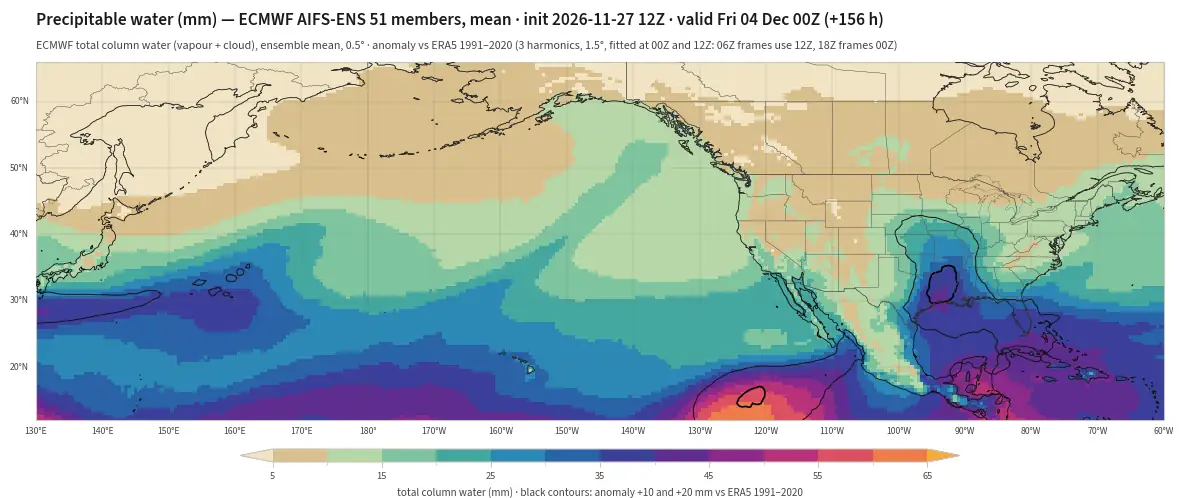 Precipitable water (mm) — ECMWF AIFS-ENS 51 members, mean · init 2026-11-27 12Z · valid Fri 04 Dec 00Z (+156 h)
ECMWF total column water (vapour + cloud), ensemble mean, 0.5° · anomaly vs ERA5 1991–2020 (3 harmonics, 1.5°, fitted at 00Z and 12Z: 06Z frames use 12Z, 18Z frames 00Z)
60°N
50°N
40°N
30°N
20°N
130°E 140°E 150°E 160°E 170°E 180° 170°W 160°W 150°W 140°W 130°W 120°W 110°W 100°W 90°W 80°W 70°W 60°W
5 15 25 35 45 55 65
total column water (mm) · black contours: anomaly +10 and +20 mm vs ERA5 1991–2020